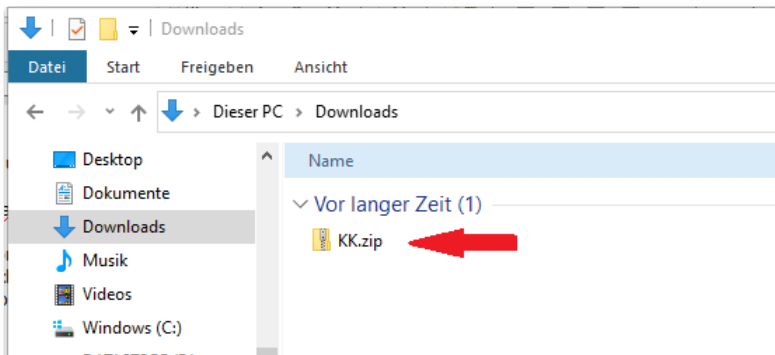 Downloads
Datei Start Freigeben Ansicht
Dieser PC Downloads
Desktop
Dokumente
Downloads
Musik
Videos
Windows (C:)
Name
Vor langer Zeit (1)
KK.zip